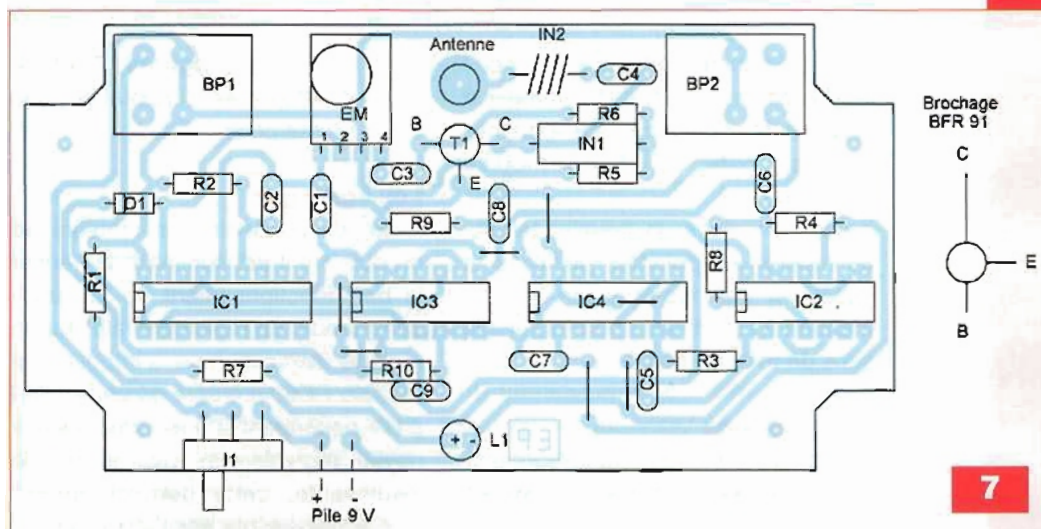 Antenne
IN2
BP1
EM
1 2 3 4
C4
BP2
R6
B
T1
C
IN1
E
R5
C3
Brochage
BFR 91
C
E
B
D1
R2
C2
C1
R9
C8
C6
R4
R1
R8
IC1
IC3
IC4
IC2
R7
R10
C9
C7
C5
R3
I1
+ -
L1
+ -
Pile 9 V
7